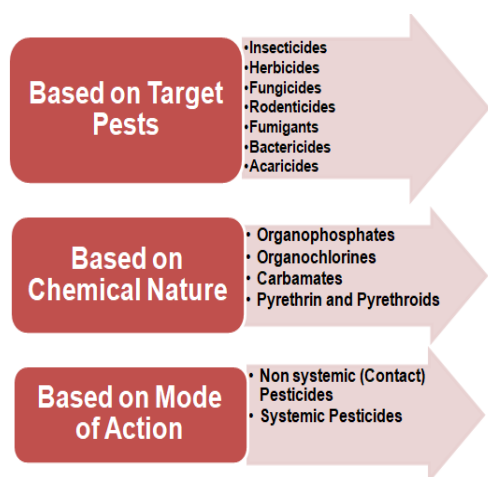 Based on Target
Pests
•Insecticides
•Herbicides
•Fungicides
•Rodenticides
•Fumigants
•Bactericides
•Acaricides
Based on
Chemical Nature
• Organophosphates
• Organochlorines
• Carbamates
• Pyrethrin and Pyrethroids
Based on Mode
of Action
• Non systemic (Contact)
Pesticides
• Systemic Pesticides